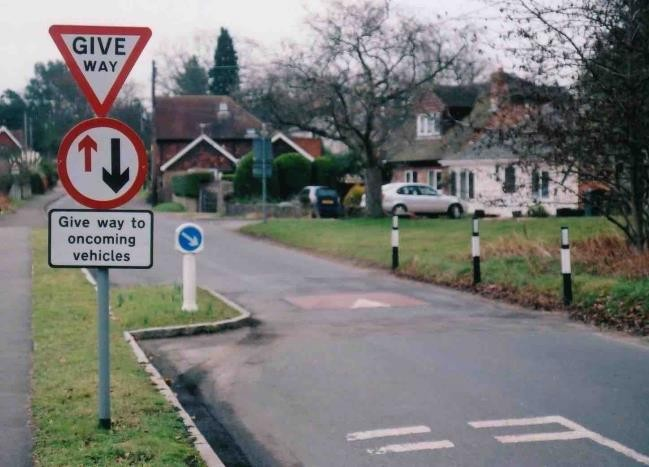 GIVE
WAY
Give way to
oncoming
vehicles